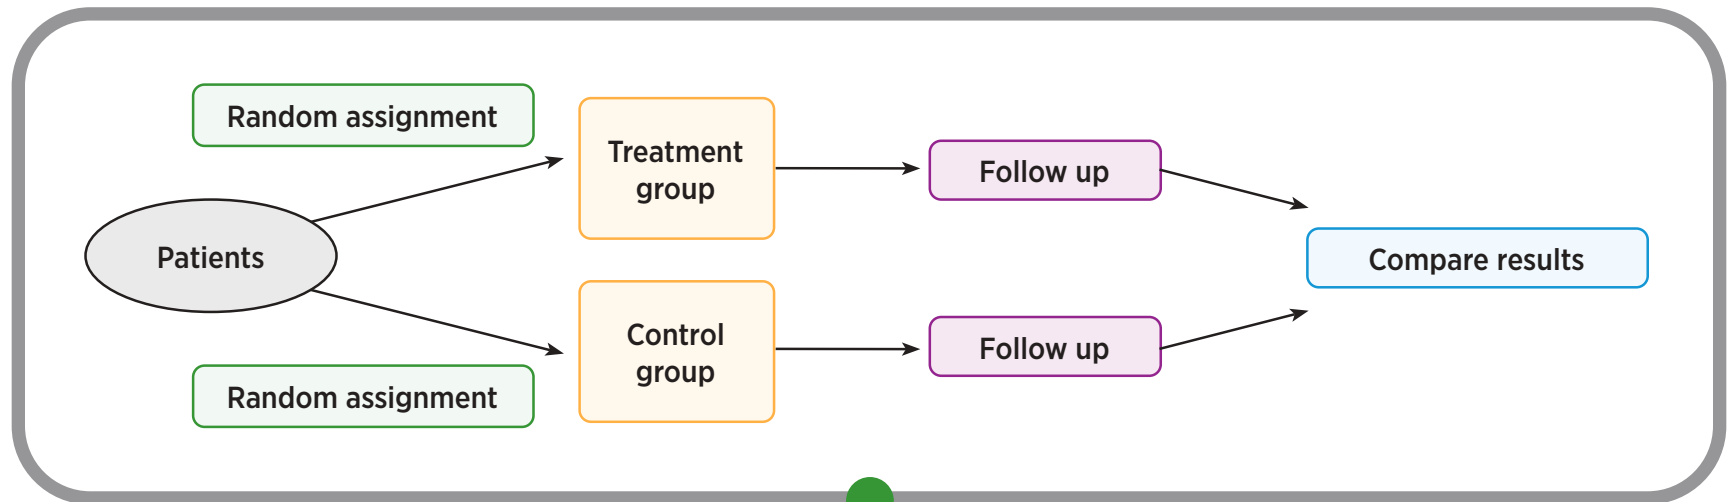 Random assignment
Treatment
group
Follow up
Patients
Compare results
Control
group
Follow up
Random assignment